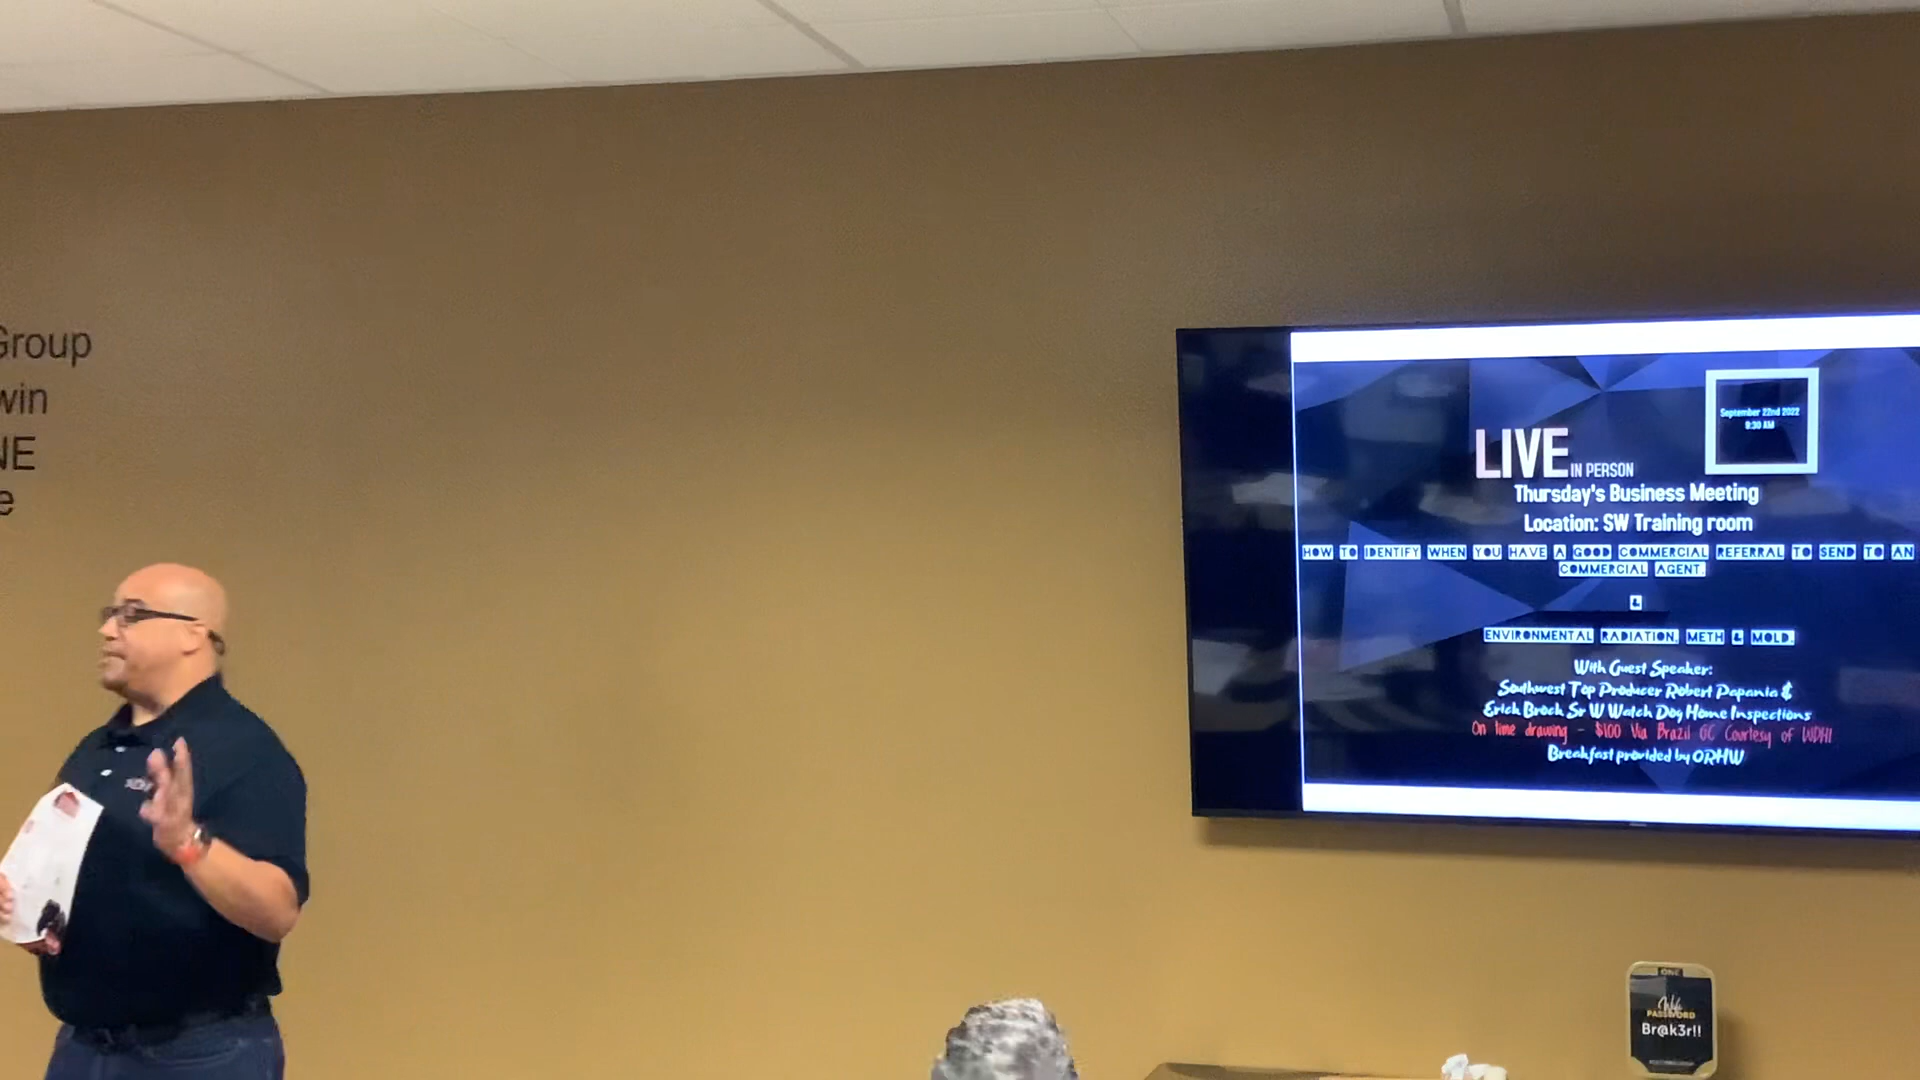 Group
win
NE
e
September 22nd 2022
9:30 AM
LIVE IN PERSON
Thursday's Business Meeting
Location: SW Training room
HOW TO IDENTIFY WHEN YOU HAVE A GOOD COMMERCIAL REFERRAL TO SEND TO AN
COMMERCIAL AGENT.
&
ENVIRONMENTAL RADIATION, METH & MOLD.
With Guest Speaker:
Southwest Top Producer Robert Papania &
Erick Brock Sr W Watch Dog Home Inspections
On time drawing - $100 Via Brazil GC Courtesy of WDHI
Breakfast provided by ORHW
ONE
Wifi
PASSWORD
Br@k3r!!